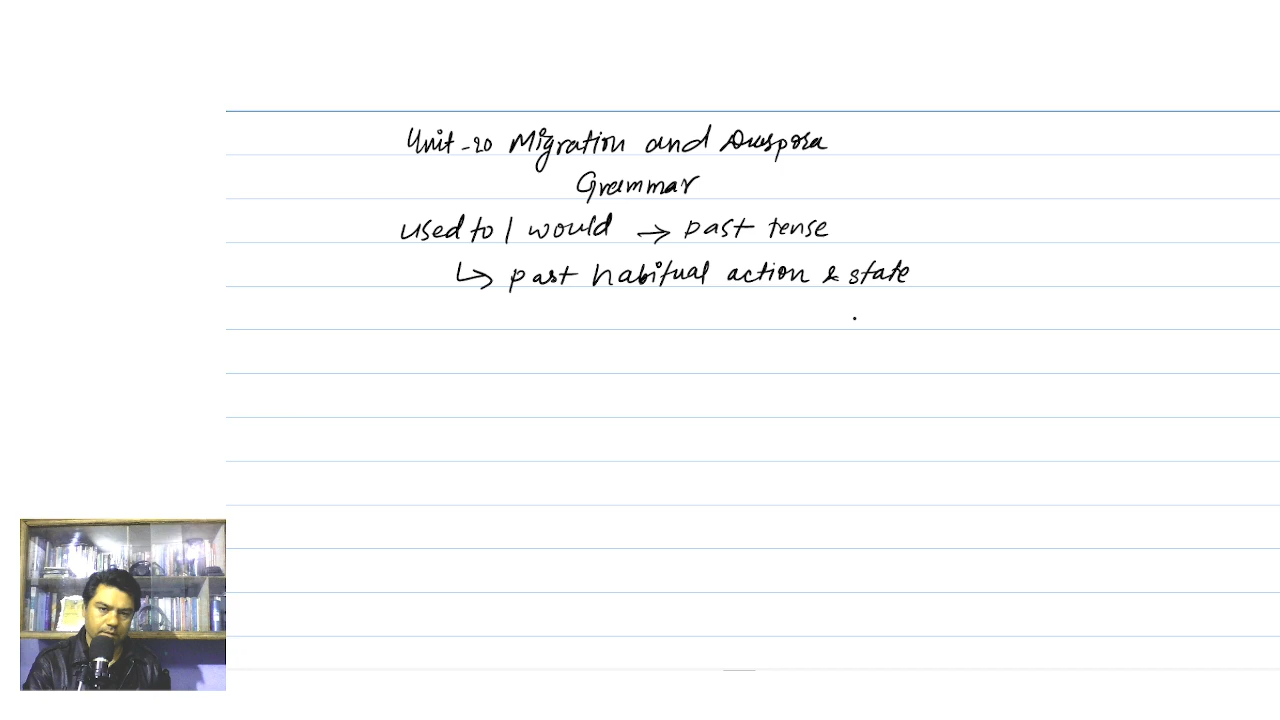 Unit-20 Migration and Diaspora
Grammar
used to / would → past tense
↳ past habitual action & state